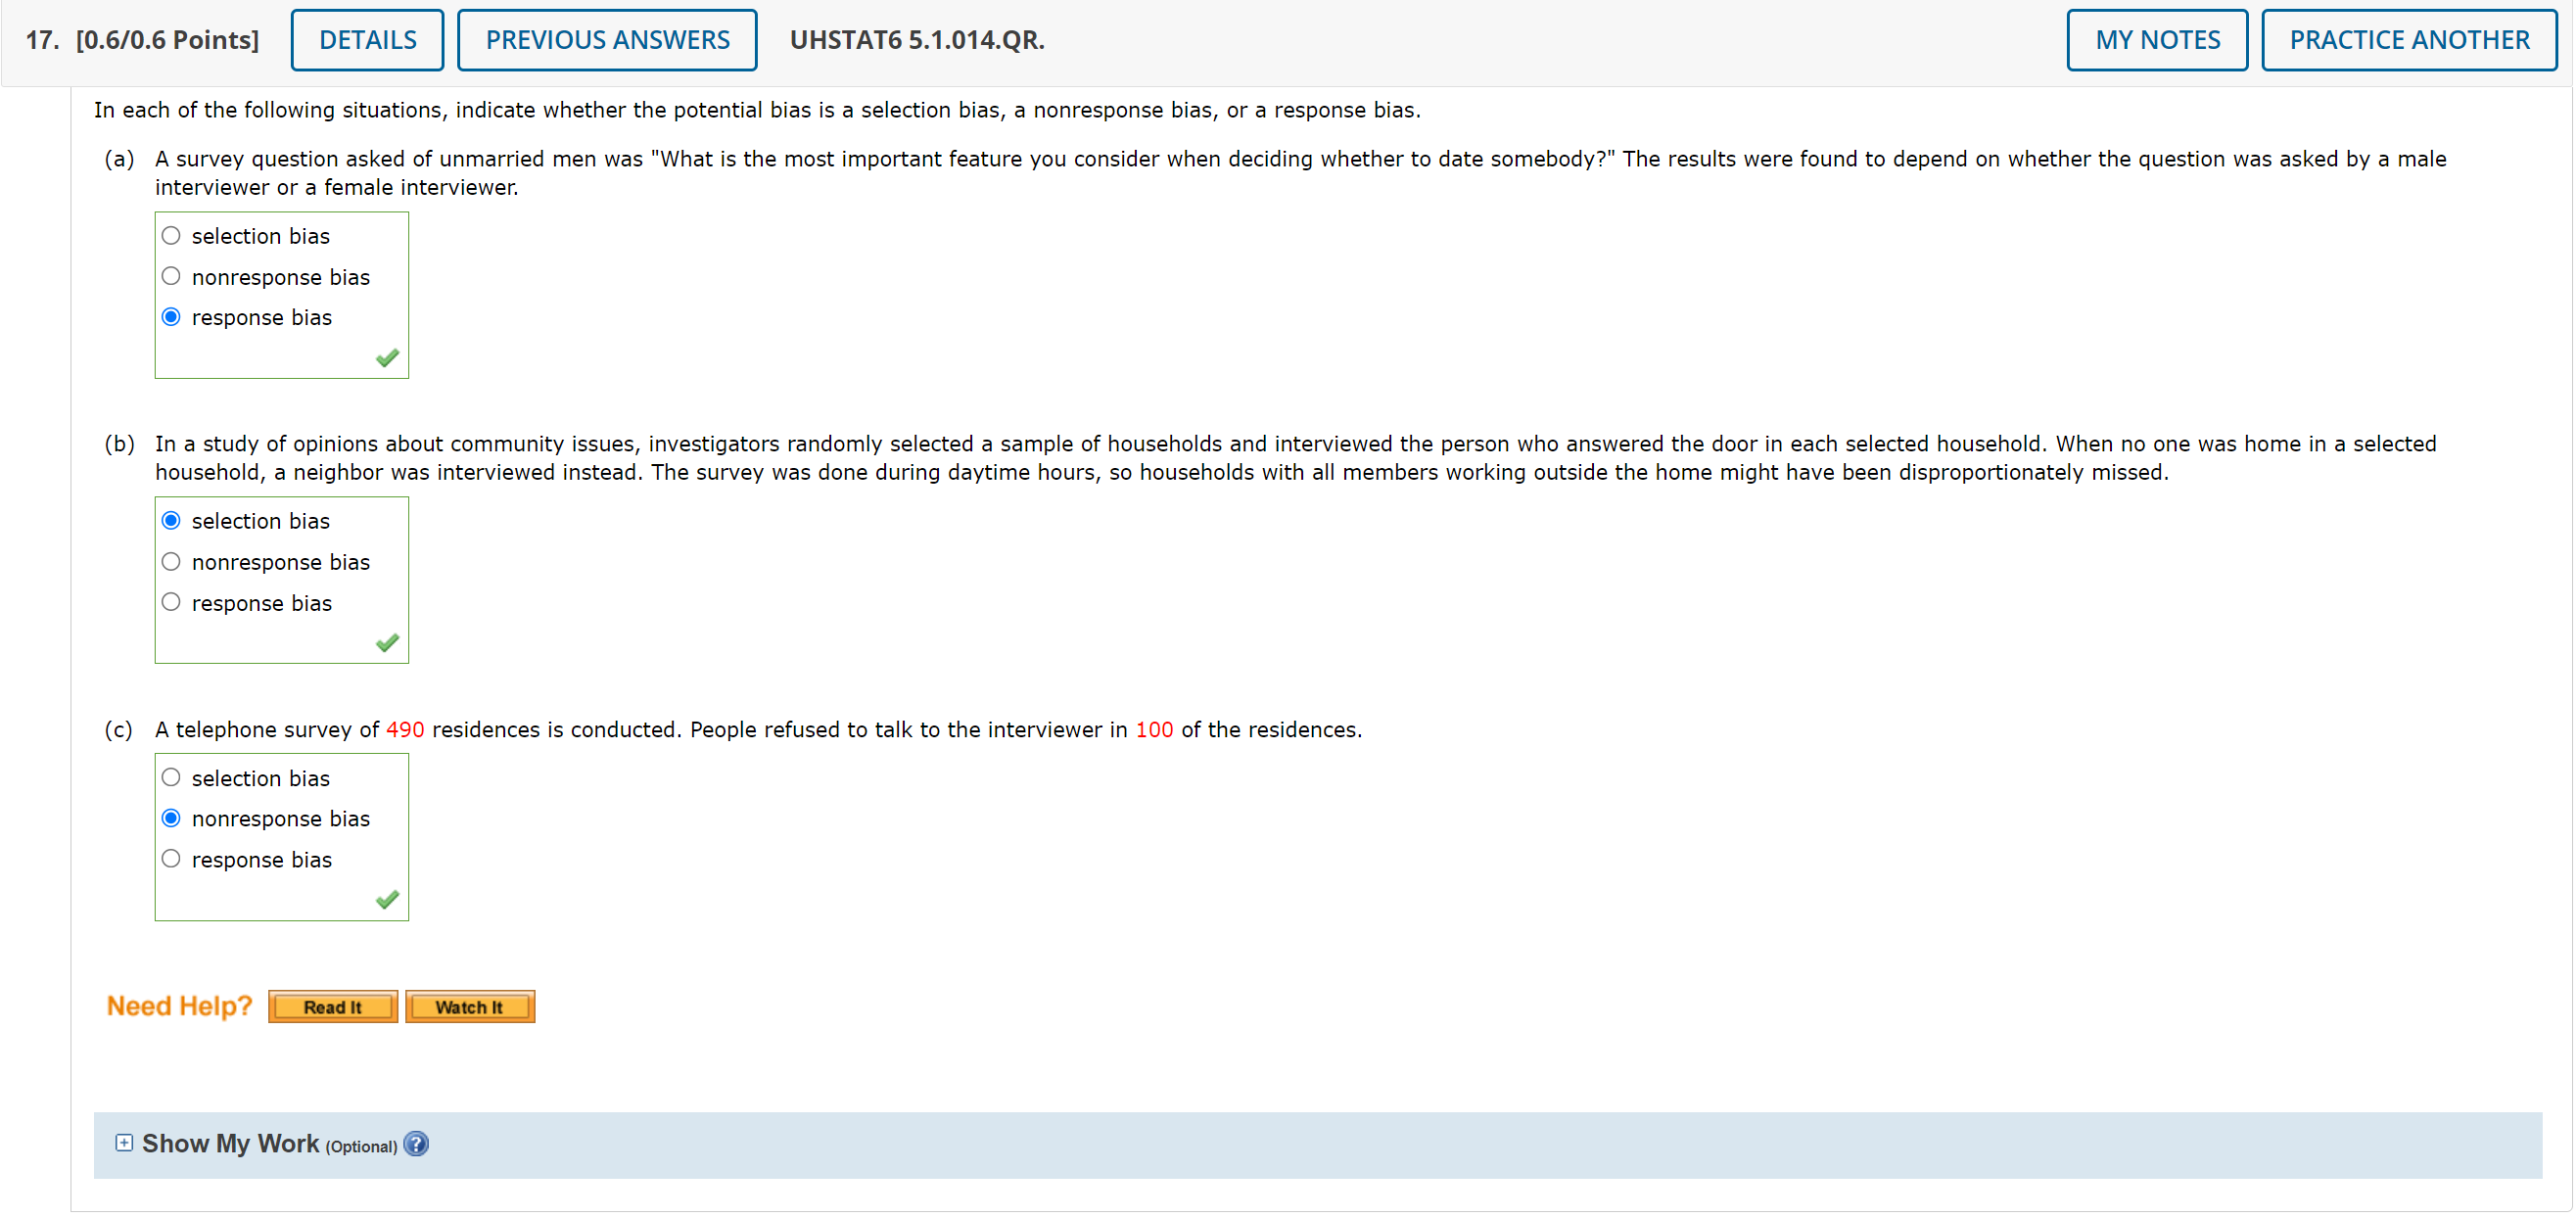 17. [0.6/0.6 Points] DETAILS PREVIOUS ANSWERS UHSTAT6 5.1.014.QR. MY NOTES PRACTICE ANOTHER
In each of the following situations, indicate whether the potential bias is a selection bias, a nonresponse bias, or a response bias.
(a) A survey question asked of unmarried men was "What is the most important feature you consider when deciding whether to date somebody?" The results were found to depend on whether the question was asked by a male
interviewer or a female interviewer.
selection bias
nonresponse bias
response bias
(b) In a study of opinions about community issues, investigators randomly selected a sample of households and interviewed the person who answered the door in each selected household. When no one was home in a selected
household, a neighbor was interviewed instead. The survey was done during daytime hours, so households with all members working outside the home might have been disproportionately missed.
selection bias
nonresponse bias
response bias
(c) A telephone survey of 490 residences is conducted. People refused to talk to the interviewer in 100 of the residences.
selection bias
nonresponse bias
response bias
Need Help? Read It Watch It
Show My Work (Optional) ?